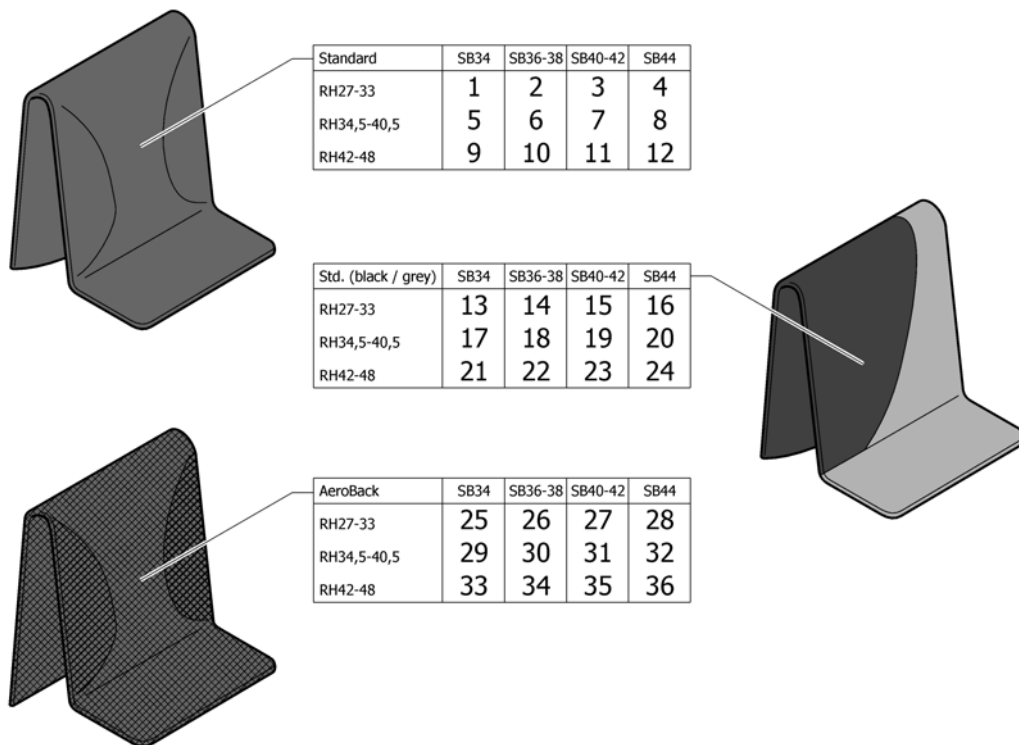 Standard SB34 SB36-38 SB40-42 SB44
RH27-33 1 2 3 4
RH34,5-40,5 5 6 7 8
RH42-48 9 10 11 12
Std. (black / grey) SB34 SB36-38 SB40-42 SB44
RH27-33 13 14 15 16
RH34,5-40,5 17 18 19 20
RH42-48 21 22 23 24
AeroBack SB34 SB36-38 SB40-42 SB44
RH27-33 25 26 27 28
RH34,5-40,5 29 30 31 32
RH42-48 33 34 35 36